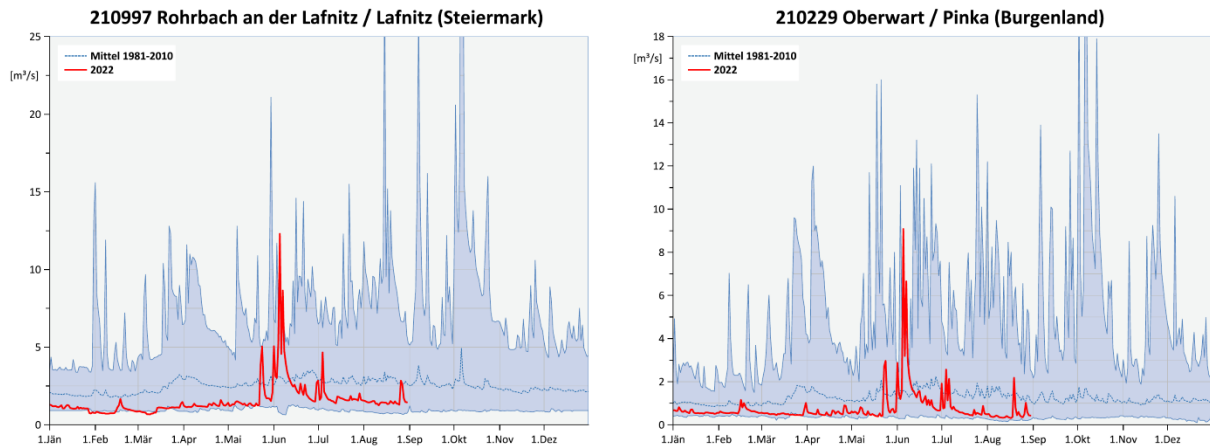 210997 Rohrbach an der Lafnitz / Lafnitz (Steiermark)
25
[m³/s]
Mittel 1981-2010
2022
20
15
10
5
0
1.Jän 1.Feb 1.Mär 1.Apr 1.Mai 1.Jun 1.Jul 1.Aug 1.Sep 1.Okt 1.Nov 1.Dez
210229 Oberwart / Pinka (Burgenland)
18
[m³/s]
Mittel 1981-2010
2022
16
14
12
10
8
6
4
2
0
1.Jän 1.Feb 1.Mär 1.Apr 1.Mai 1.Jun 1.Jul 1.Aug 1.Sep 1.Okt 1.Nov 1.Dez